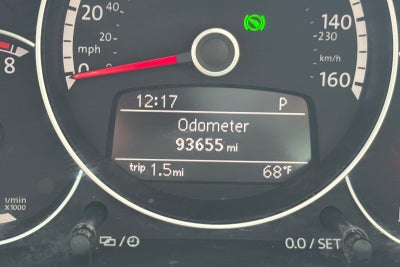 20
40
mph
0
8
1/min
x1000
140
230
km/h
160
12:17 P
Odometer
93655 mi
trip 1.5 mi 68°F
0.0 / SET